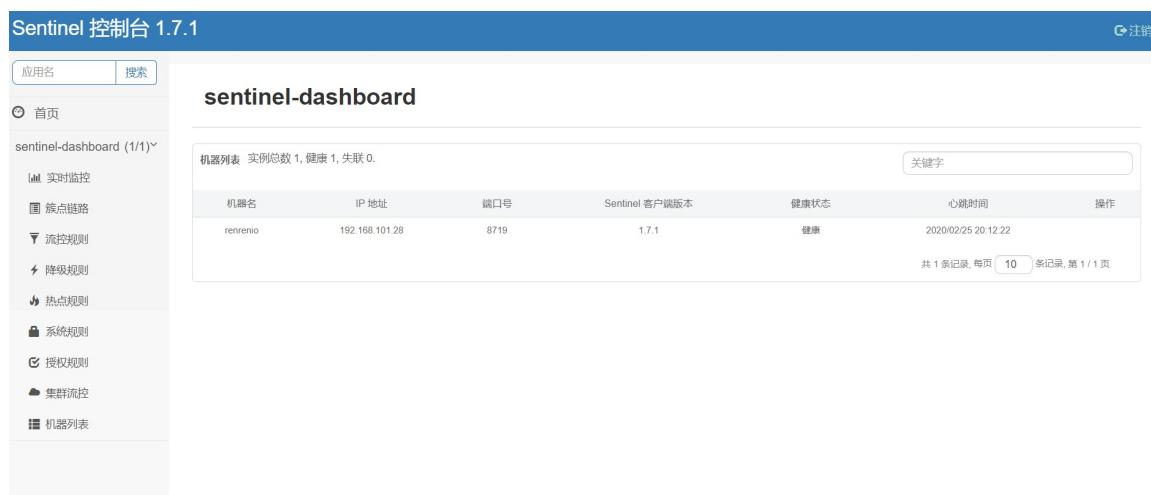 Sentinel 控制台 1.7.1
注销
应用名 搜索
首页
sentinel-dashboard (1/1)
实时监控
簇点链路
流控规则
降级规则
热点规则
系统规则
授权规则
集群流控
机器列表
sentinel-dashboard
机器列表 实例总数 1, 健康 1, 失联 0.
关键字
机器名 IP 地址 端口号 Sentinel 客户端版本 健康状态 心跳时间 操作
renrenio 192.168.101.28 8719 1.7.1 健康 2020/02/25 20:12:22
共 1 条记录, 每页 10 条记录, 第 1 / 1 页